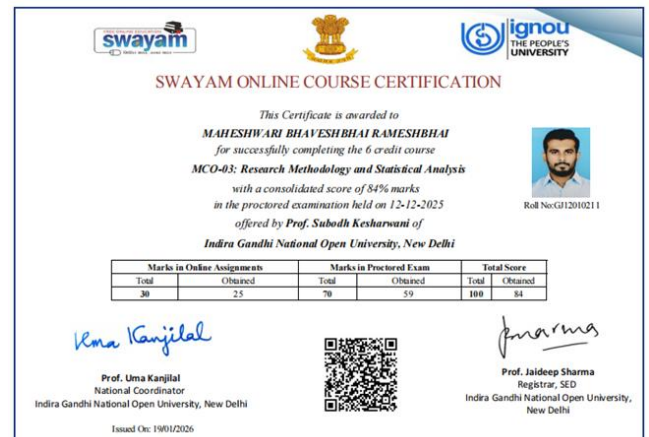 FREE ONLINE EDUCATION
swayam
ignou
THE PEOPLE'S
UNIVERSITY
SWAYAM ONLINE COURSE CERTIFICATION
This Certificate is awarded to
MAHESHWARI BHAVESHBHAI RAMESHBHAI
for successfully completing the 6 credit course
MCO-03: Research Methodology and Statistical Analysis
with a consolidated score of 84% marks
in the proctored examination held on 12-12-2025
offered by Prof. Subodh Kesharwani of
Indira Gandhi National Open University, New Delhi
Roll No:GJ12010211
Marks in Online Assignments Marks in Proctored Exam Total Score
Total Obtained Total Obtained Total Obtained
30 25 70 59 100 84
Uma Kanjilal
Prof. Uma Kanjilal
National Coordinator
Indira Gandhi National Open University, New Delhi
Prof. Jaideep Sharma
Registrar, SED
Indira Gandhi National Open University,
New Delhi
Issued On: 19/01/2026